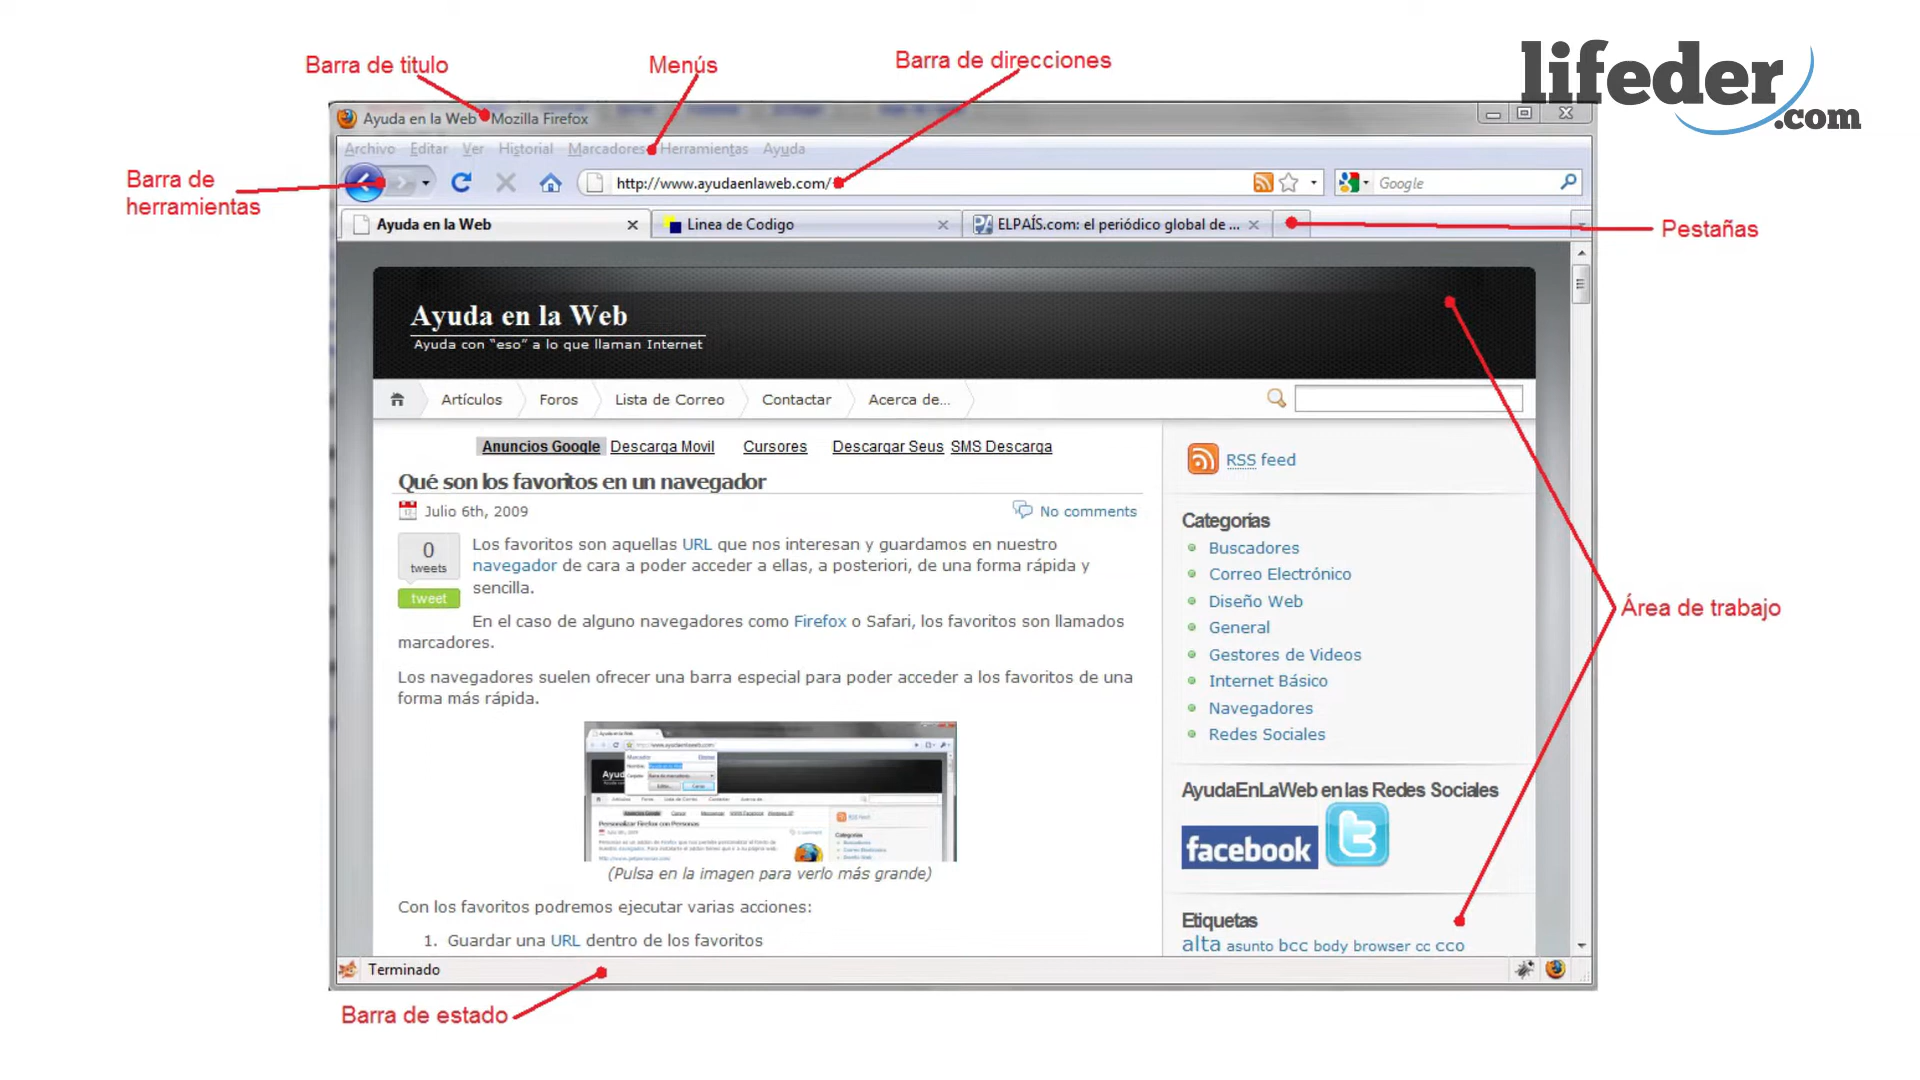 lifeder
.com
Barra de titulo
Menús
Barra de direcciones
Ayuda en la Web - Mozilla Firefox
Archivo Editar Ver Historial Marcadores Herramientas Ayuda
Barra de
herramientas
http://www.ayudaenlaweb.com/
Google
Ayuda en la Web
Linea de Codigo
ELPAÍS.com: el periódico global de ...
Pestañas
Ayuda en la Web
Ayuda con "eso" a lo que llaman Internet
Artículos Foros Lista de Correo Contactar Acerca de...
Anuncios Google Descarga Movil Cursores Descargar Seus SMS Descarga
Qué son los favoritos en un navegador
Julio 6th, 2009
No comments
0
tweets
tweet
Los favoritos son aquellas URL que nos interesan y guardamos en nuestro
navegador de cara a poder acceder a ellas, a posteriori, de una forma rápida y
sencilla.
En el caso de alguno navegadores como Firefox o Safari, los favoritos son llamados
marcadores.
Los navegadores suelen ofrecer una barra especial para poder acceder a los favoritos de una
forma más rápida.
Personalizar Firefox con Personas
(Pulsa en la imagen para verlo más grande)
Con los favoritos podremos ejecutar varias acciones:
1. Guardar una URL dentro de los favoritos
RSS feed
Categorías
Buscadores
Correo Electrónico
Diseño Web
General
Gestores de Videos
Internet Básico
Navegadores
Redes Sociales
AyudaEnLaWeb en las Redes Sociales
facebook
Etiquetas
alta asunto bcc body browser cc cco
Área de trabajo
Terminado
Barra de estado